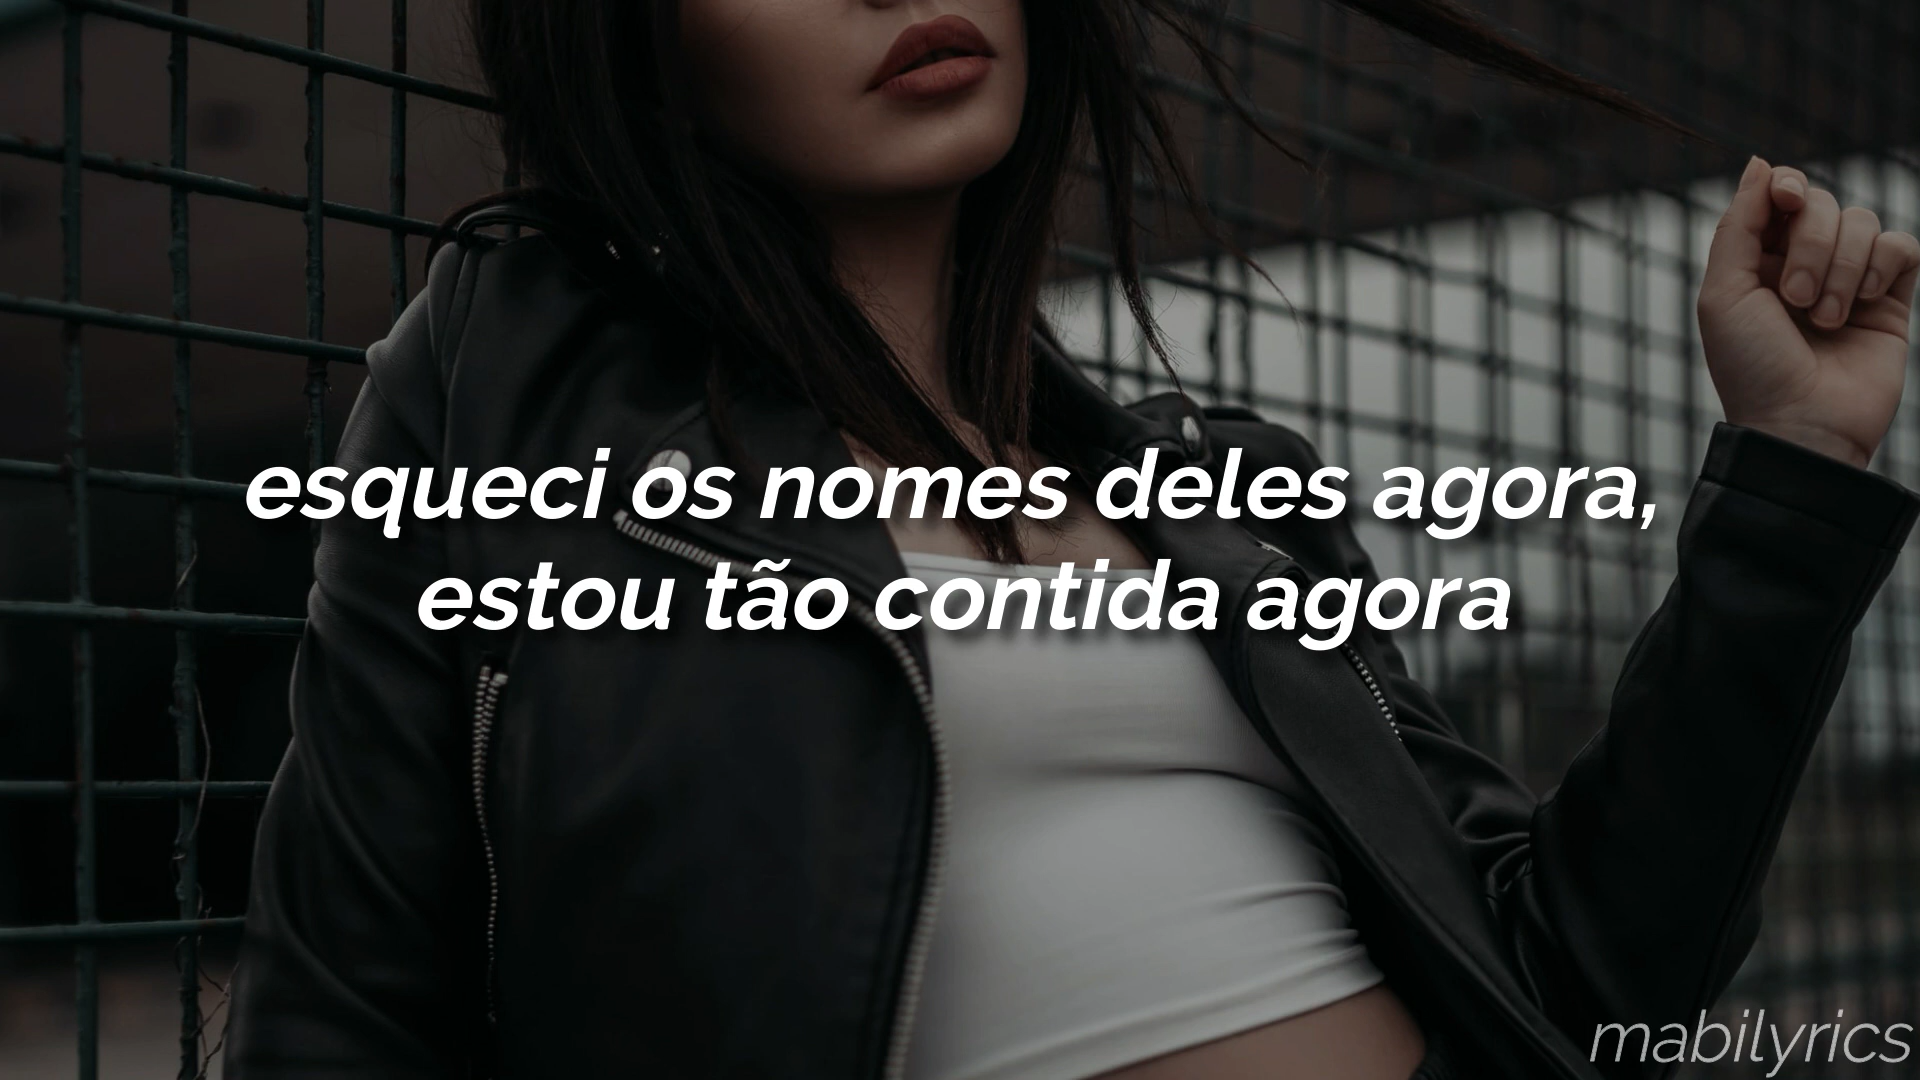 esqueci os nomes deles agora,
estou tão contida agora
mabilyrics